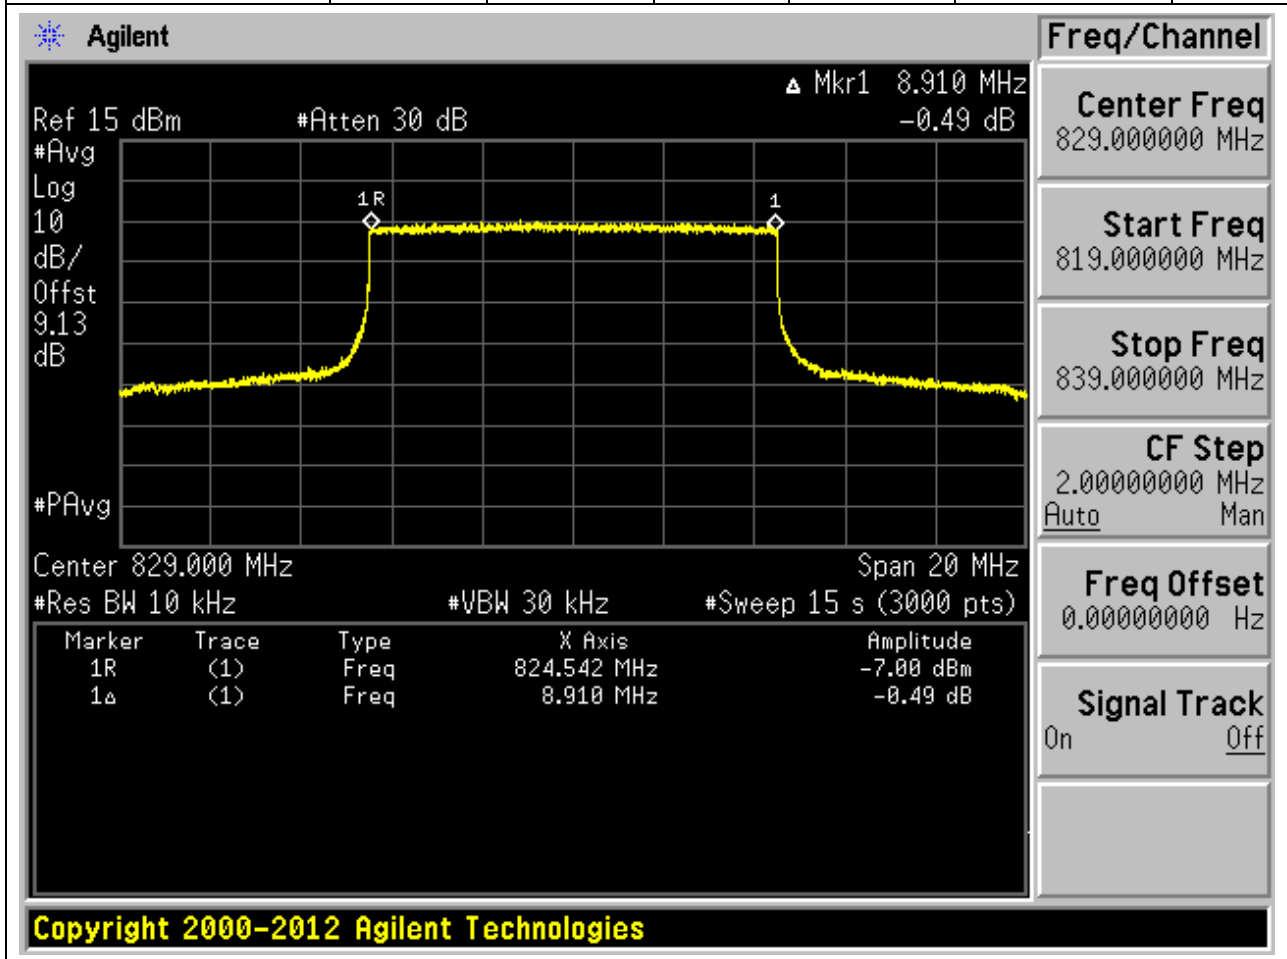 Agilent
Freq/Channel
▵ Mkr1 8.910 MHz
Ref 15 dBm #Atten 30 dB -0.49 dB
#Avg
Log
10
dB/
Offst
9.13
dB
1R
1
#PAvg
Center 829.000 MHz Span 20 MHz
#Res BW 10 kHz #VBW 30 kHz #Sweep 15 s (3000 pts)
Marker Trace Type X Axis Amplitude
1R (1) Freq 824.542 MHz -7.00 dBm
1▵ (1) Freq 8.910 MHz -0.49 dB
Center Freq
829.000000 MHz
Start Freq
819.000000 MHz
Stop Freq
839.000000 MHz
CF Step
2.00000000 MHz
Auto Man
Freq Offset
0.00000000 Hz
Signal Track
On Off
Copyright 2000-2012 Agilent Technologies